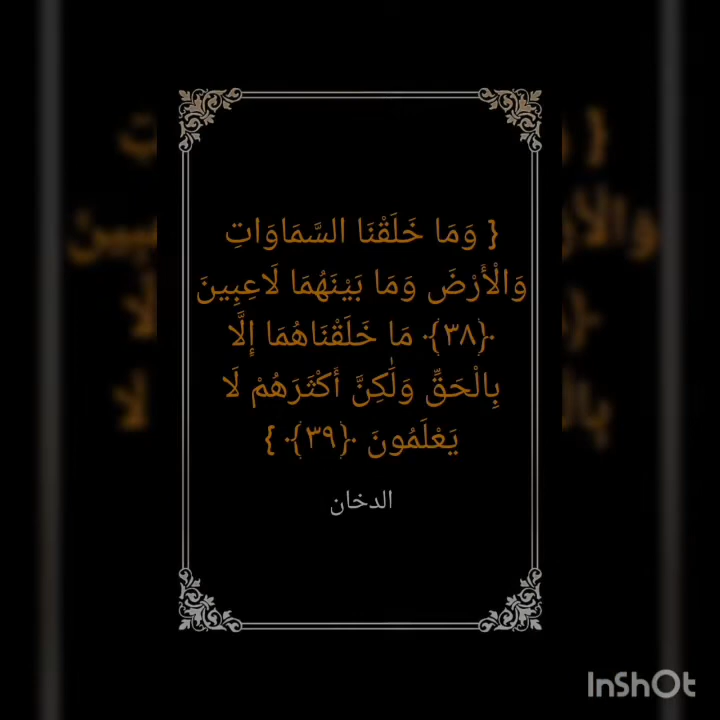 { وَمَا خَلَقْنَا السَّمَاوَاتِ
وَالْأَرْضَ وَمَا بَيْنَهُمَا لَاعِبِينَ
﴿٣٨﴾ مَا خَلَقْنَاهُمَا إِلَّا
بِالْحَقِّ وَلَٰكِنَّ أَكْثَرَهُمْ لَا
يَعْلَمُونَ ﴿٣٩﴾ }
الدخان
InShOt